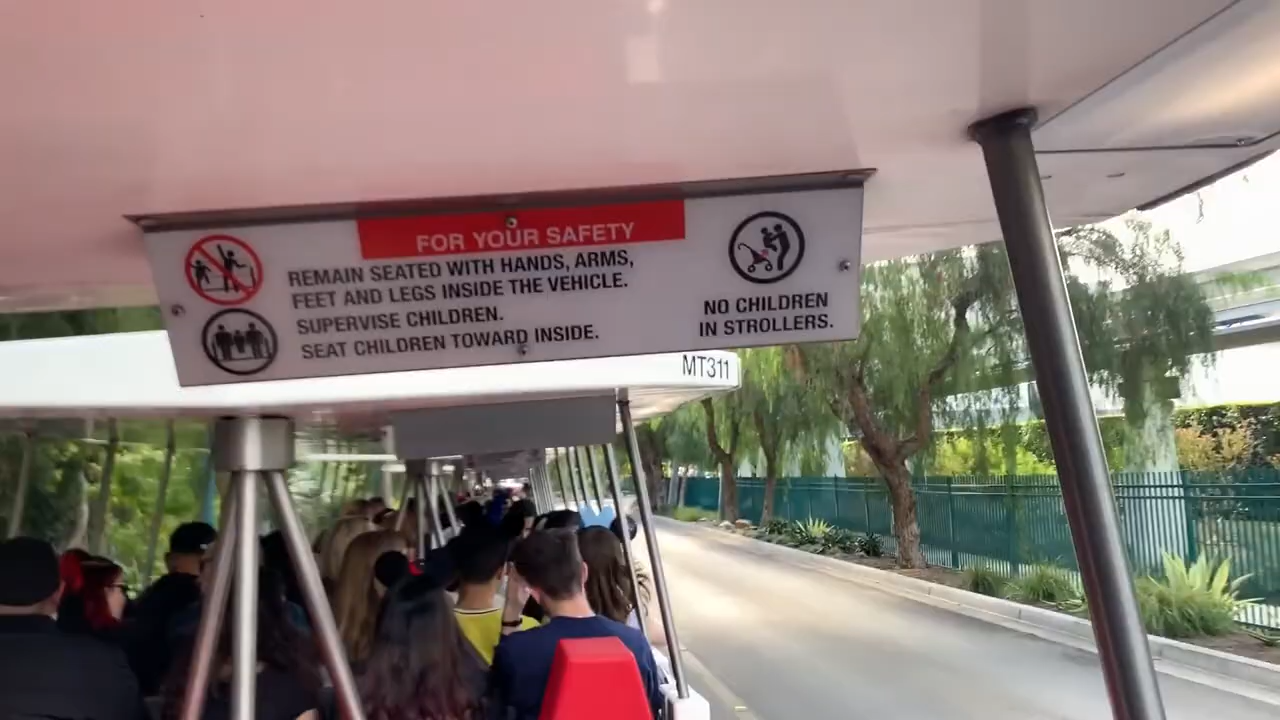 FOR YOUR SAFETY
REMAIN SEATED WITH HANDS, ARMS,
FEET AND LEGS INSIDE THE VEHICLE.
SUPERVISE CHILDREN.
SEAT CHILDREN TOWARD INSIDE.
NO CHILDREN
IN STROLLERS.
MT311